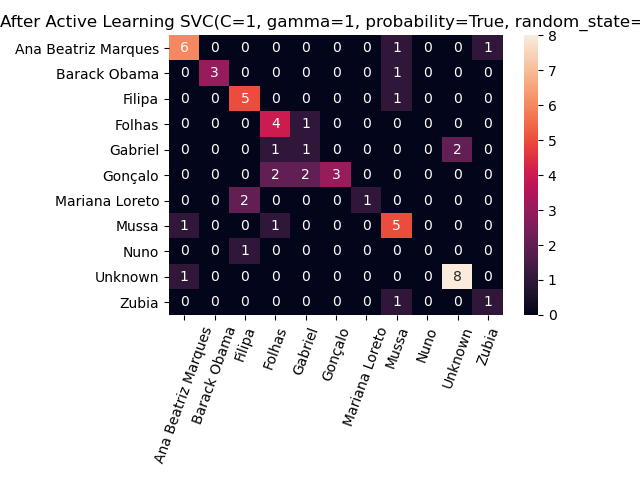 After Active Learning SVC(C=1, gamma=1, probability=True, random_state=
Ana Beatriz Marques 6 0 0 0 0 0 0 1 0 0 1
Barack Obama 0 3 0 0 0 0 0 1 0 0 0
Filipa 0 0 5 0 0 0 0 1 0 0 0
Folhas 0 0 0 4 1 0 0 0 0 0 0
Gabriel 0 0 0 1 1 0 0 0 0 2 0
Gonçalo 0 0 0 2 2 3 0 0 0 0 0
Mariana Loreto 0 0 2 0 0 0 1 0 0 0 0
Mussa 1 0 0 1 0 0 0 5 0 0 0
Nuno 0 0 1 0 0 0 0 0 0 0 0
Unknown 1 0 0 0 0 0 0 0 0 8 0
Zubia 0 0 0 0 0 0 0 1 0 0 1
Ana Beatriz Marques
Barack Obama
Filipa
Folhas
Gabriel
Gonçalo
Mariana Loreto
Mussa
Nuno
Unknown
Zubia
8
7
6
5
4
3
2
1
0